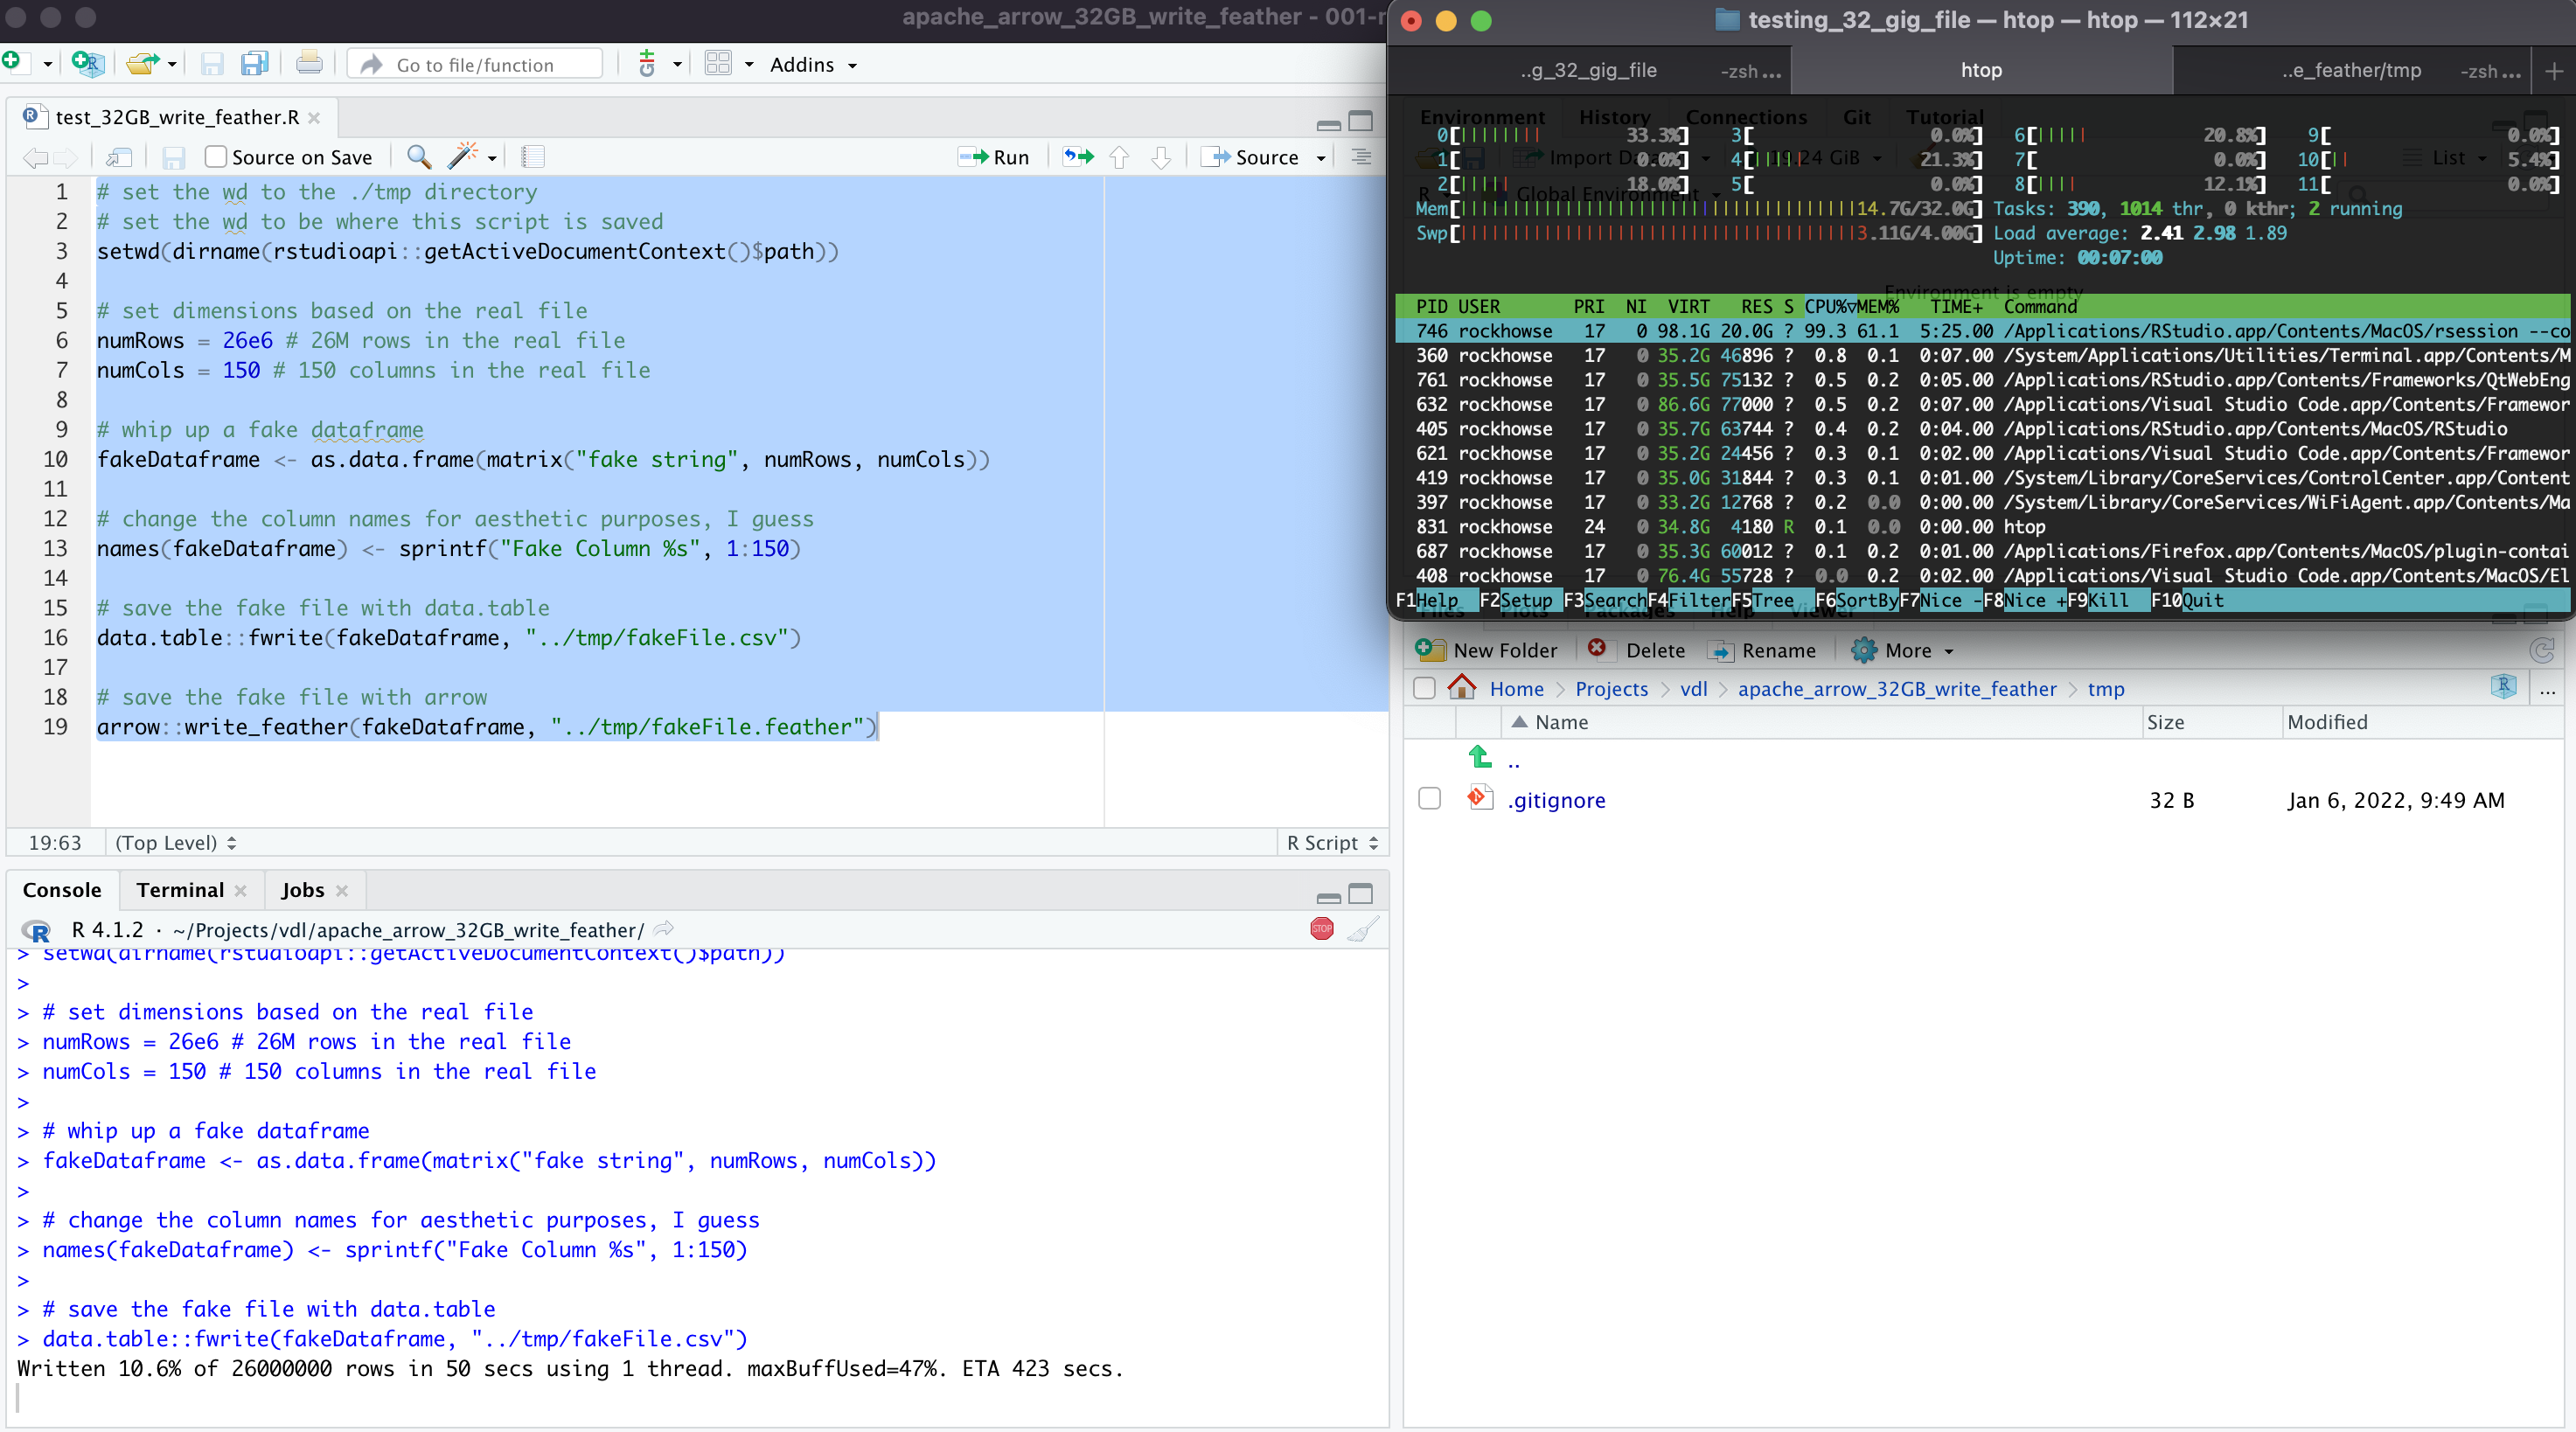 apache_arrow_32GB_write_feather - 001-r
Go to file/function
Addins
test_32GB_write_feather.R
Source on Save
Run
Source
1 # set the wd to the ./tmp directory
2 # set the wd to be where this script is saved
3 setwd(dirname(rstudioapi::getActiveDocumentContext()$path))
4
5 # set dimensions based on the real file
6 numRows = 26e6 # 26M rows in the real file
7 numCols = 150 # 150 columns in the real file
8
9 # whip up a fake dataframe
10 fakeDataframe <- as.data.frame(matrix("fake string", numRows, numCols))
11
12 # change the column names for aesthetic purposes, I guess
13 names(fakeDataframe) <- sprintf("Fake Column %s", 1:150)
14
15 # save the fake file with data.table
16 data.table::fwrite(fakeDataframe, "../tmp/fakeFile.csv")
17
18 # save the fake file with arrow
19 arrow::write_feather(fakeDataframe, "../tmp/fakeFile.feather")
19:63 (Top Level) R Script
Console Terminal Jobs
R 4.1.2 · ~/Projects/vdl/apache_arrow_32GB_write_feather/
STOP
> setwd(dirname(rstudioapi::getActiveDocumentContext()$path))
>
> # set dimensions based on the real file
> numRows = 26e6 # 26M rows in the real file
> numCols = 150 # 150 columns in the real file
>
> # whip up a fake dataframe
> fakeDataframe <- as.data.frame(matrix("fake string", numRows, numCols))
>
> # change the column names for aesthetic purposes, I guess
> names(fakeDataframe) <- sprintf("Fake Column %s", 1:150)
>
> # save the fake file with data.table
> data.table::fwrite(fakeDataframe, "../tmp/fakeFile.csv")
Written 10.6% of 26000000 rows in 50 secs using 1 thread. maxBuffUsed=47%. ETA 423 secs.
testing_32_gig_file — htop — htop — 112×21
..g_32_gig_file -zsh ... htop ..e_feather/tmp -zsh ... +
Environment History Connections Git Tutorial
0[|||||||| 33.3%] 3[ 0.0%] 6[||||| 20.8%] 9[ 0.0%]
1[ 0.0%] 4[||||| 21.3%] 7[ 0.0%] 10[|| 5.4%]
2[||||| 18.0%] 5[ 0.0%] 8[|||| 12.1%] 11[ 0.0%]
List
Global Environment
Mem[14.7G/32.0G] Tasks: 390, 1014 thr, 0 kthr; 2 running
Swp[3.11G/4.00G] Load average: 2.41 2.98 1.89
Uptime: 00:07:00
Environment is empty
PID USER PRI NI VIRT RES S CPU%▽MEM% TIME+ Command
746 rockhowse 17 0 98.1G 20.0G ? 99.3 61.1 5:25.00 /Applications/RStudio.app/Contents/MacOS/rsession --co
360 rockhowse 17 0 35.2G 46896 ? 0.8 0.1 0:07.00 /System/Applications/Utilities/Terminal.app/Contents/M
761 rockhowse 17 0 35.5G 75132 ? 0.5 0.2 0:05.00 /Applications/RStudio.app/Contents/Frameworks/QtWebEng
632 rockhowse 17 0 86.6G 77000 ? 0.5 0.2 0:07.00 /Applications/Visual Studio Code.app/Contents/Framewor
405 rockhowse 17 0 35.7G 63744 ? 0.4 0.2 0:04.00 /Applications/RStudio.app/Contents/MacOS/RStudio
621 rockhowse 17 0 35.2G 24456 ? 0.3 0.1 0:02.00 /Applications/Visual Studio Code.app/Contents/Framewor
419 rockhowse 17 0 35.0G 31844 ? 0.3 0.1 0:01.00 /System/Library/CoreServices/ControlCenter.app/Content
397 rockhowse 17 0 33.2G 12768 ? 0.2 0.0 0:00.00 /System/Library/CoreServices/WiFiAgent.app/Contents/Ma
831 rockhowse 24 0 34.8G 4180 R 0.1 0.0 0:00.00 htop
687 rockhowse 17 0 35.3G 60012 ? 0.1 0.2 0:01.00 /Applications/Firefox.app/Contents/MacOS/plugin-contai
408 rockhowse 17 0 76.4G 55728 ? 0.0 0.2 0:02.00 /Applications/Visual Studio Code.app/Contents/MacOS/El
F1Help F2Setup F3SearchF4FilterF5Tree F6SortByF7Nice -F8Nice +F9Kill F10Quit
Files Plots Packages Help Viewer
New Folder Delete Rename More
Home Projects vdl apache_arrow_32GB_write_feather tmp ...
Name Size Modified
..
.gitignore 32 B Jan 6, 2022, 9:49 AM